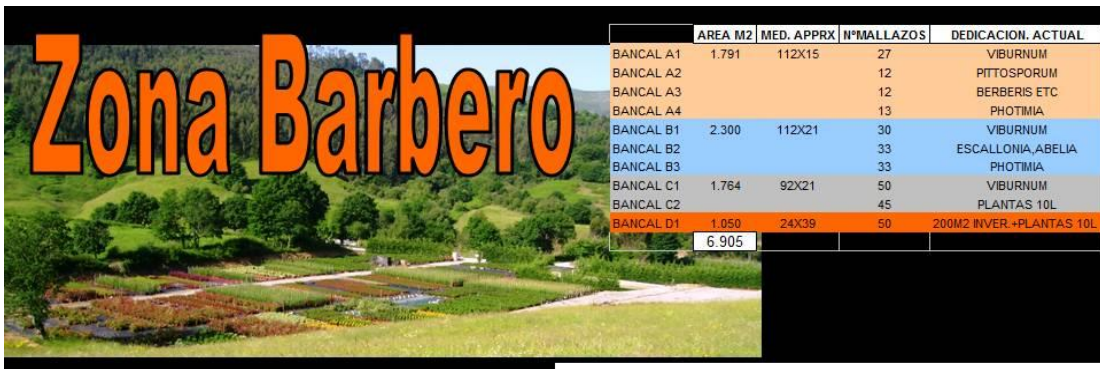 Zona Barbero
AREA M2 MED. APPRX NºMALLAZOS DEDICACION. ACTUAL
BANCAL A1 1.791 112X15 27 VIBURNUM
BANCAL A2 12 PITTOSPORUM
BANCAL A3 12 BERBERIS ETC
BANCAL A4 13 PHOTIMIA
BANCAL B1 2.300 112X21 30 VIBURNUM
BANCAL B2 33 ESCALLONIA,ABELIA
BANCAL B3 33 PHOTIMIA
BANCAL C1 1.764 92X21 50 VIBURNUM
BANCAL C2 45 PLANTAS 10L
BANCAL D1 1.050 24X39 50 200M2 INVER.+PLANTAS 10L
6.905